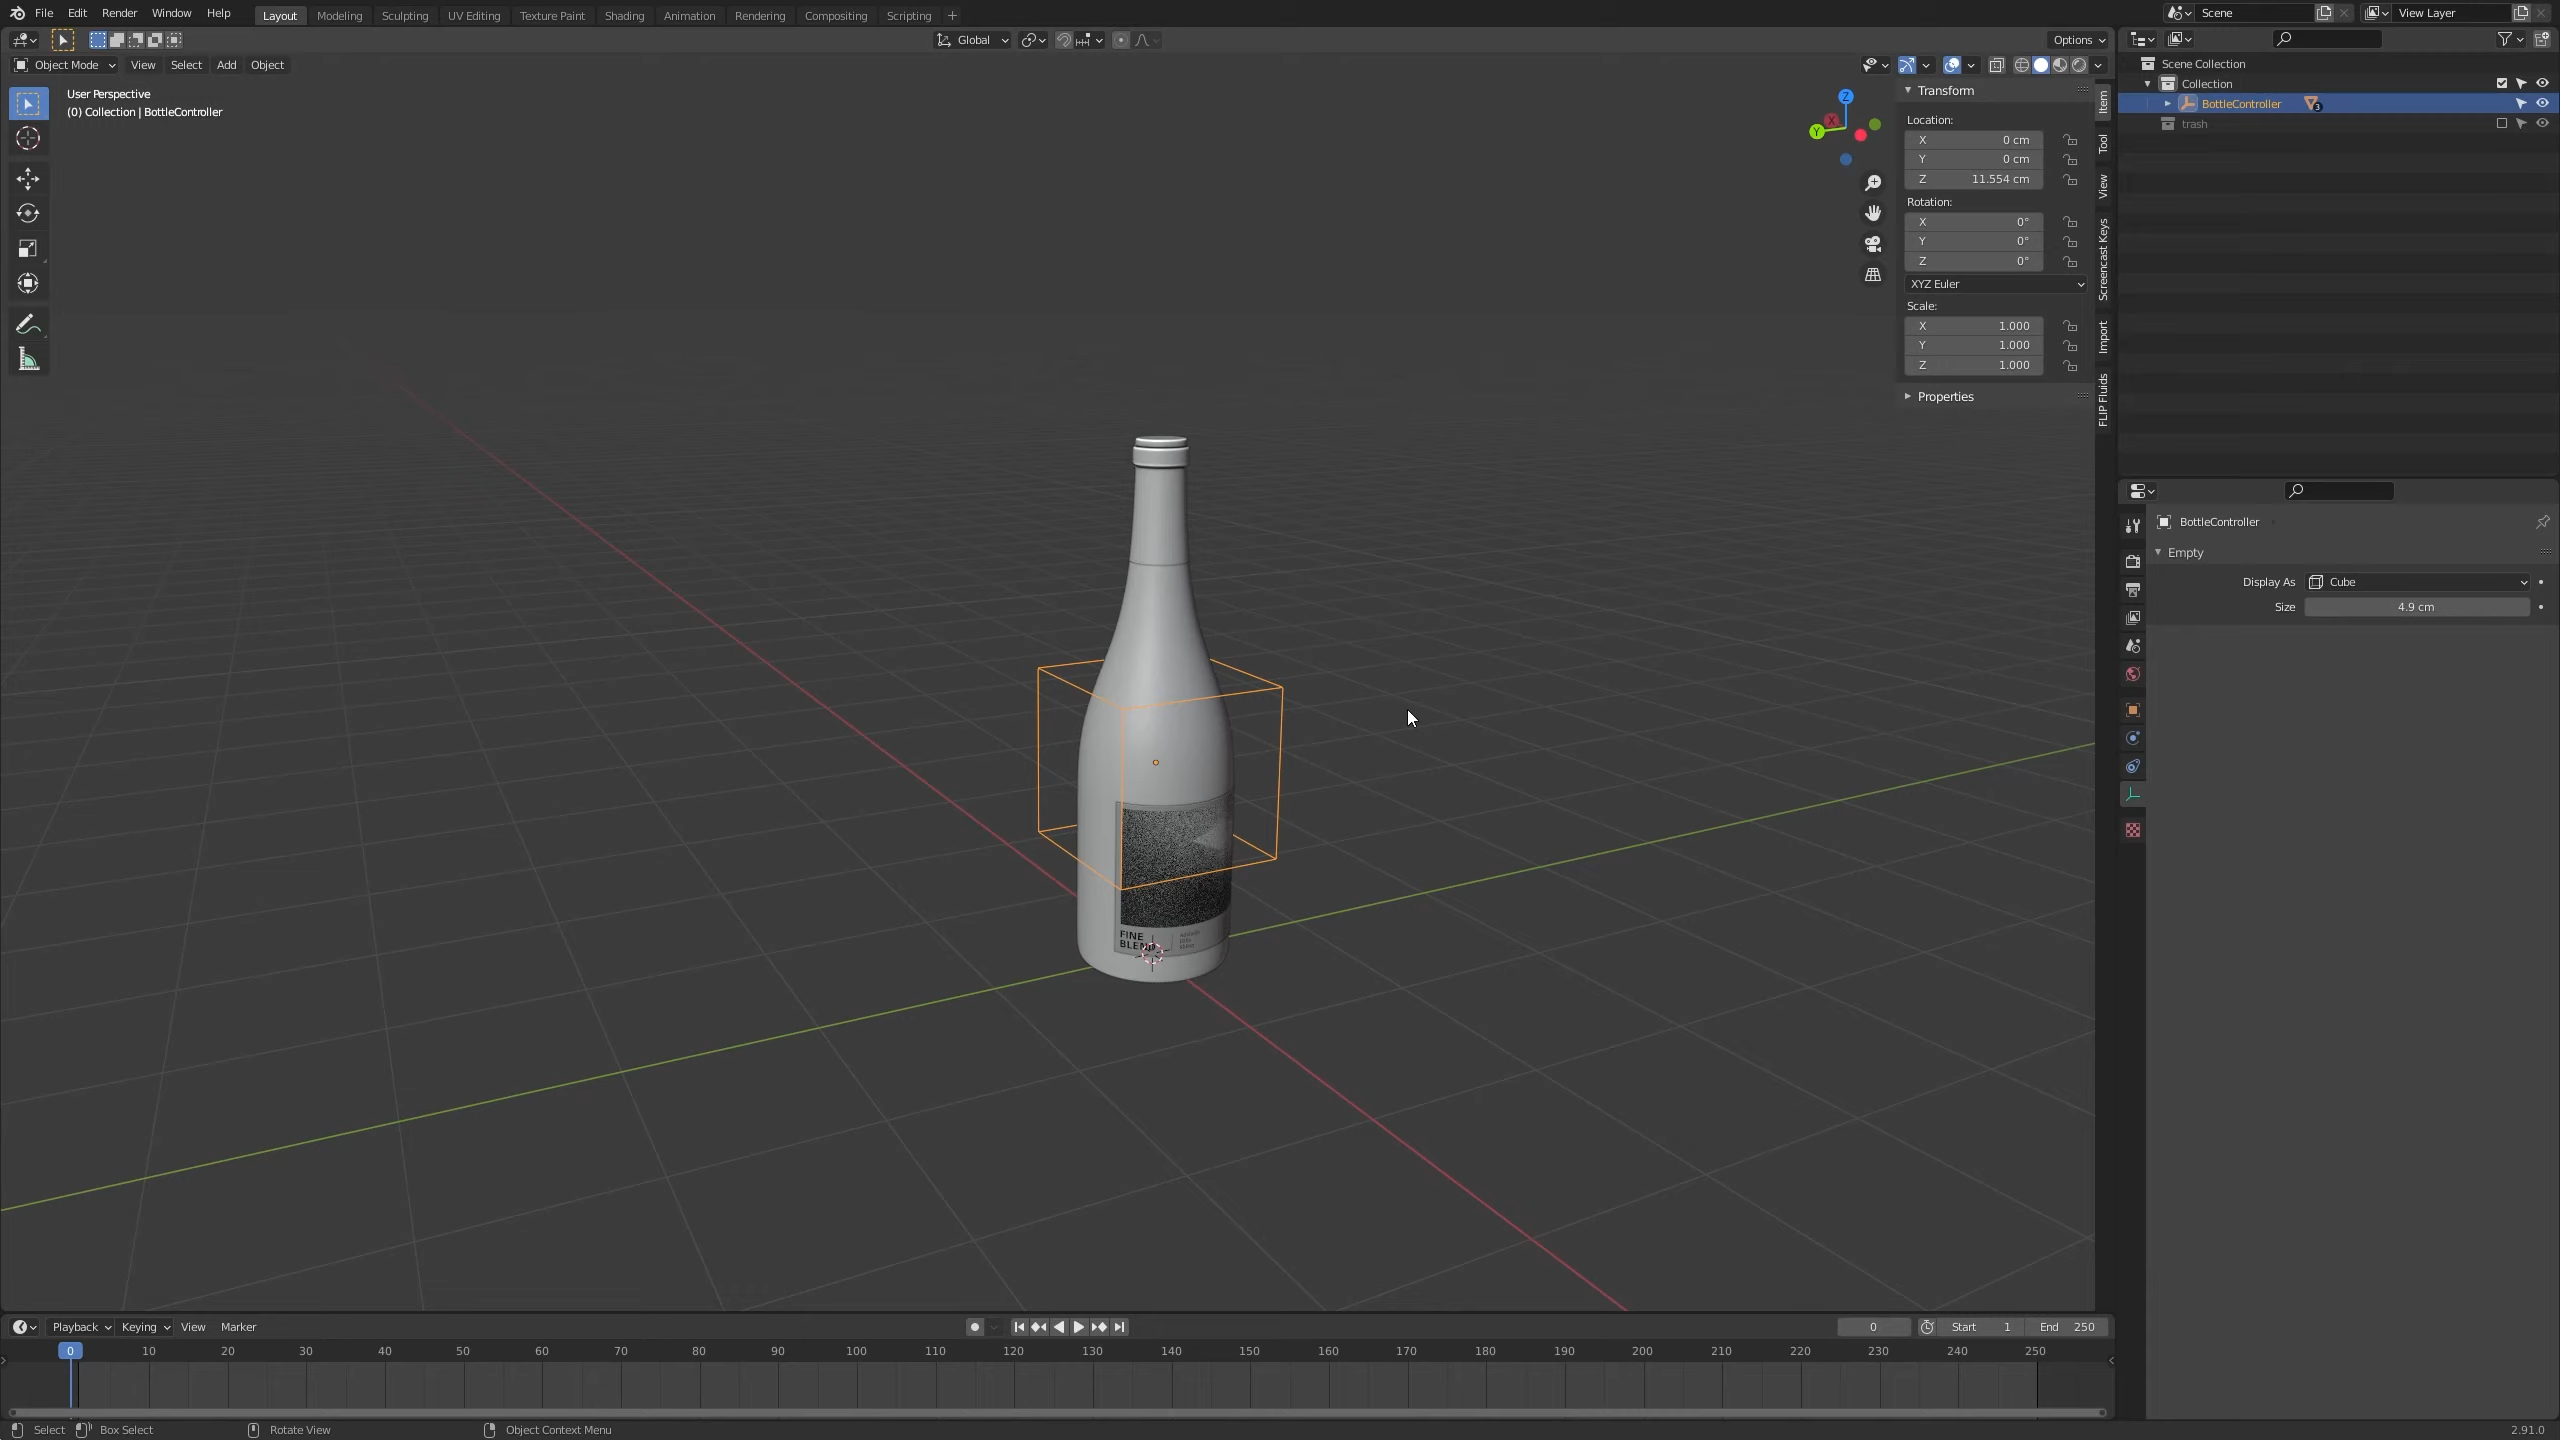 File Edit Render Window Help Layout Modeling Sculpting UV Editing Texture Paint Shading Animation Rendering Compositing Scripting + Scene View Layer
Global Options
Object Mode View Select Add Object
User Perspective
(0) Collection | BottleController
Z
X
Y
Transform
Location:
X 0 cm
Y 0 cm
Z 11.554 cm
Rotation:
X 0°
Y 0°
Z 0°
XYZ Euler
Scale:
X 1.000
Y 1.000
Z 1.000
Properties
Item
Tool
View
Screencast Keys
Import
FLIP Fluids
Scene Collection
Collection
BottleController 3
trash
BottleController
Empty
Display As Cube
Size 4.9 cm
FINE
BLEND
Playback Keying View Marker 0 Start 1 End 250
0 10 20 30 40 50 60 70 80 90 100 110 120 130 140 150 160 170 180 190 200 210 220 230 240 250
Select Box Select Rotate View Object Context Menu 2.91.0